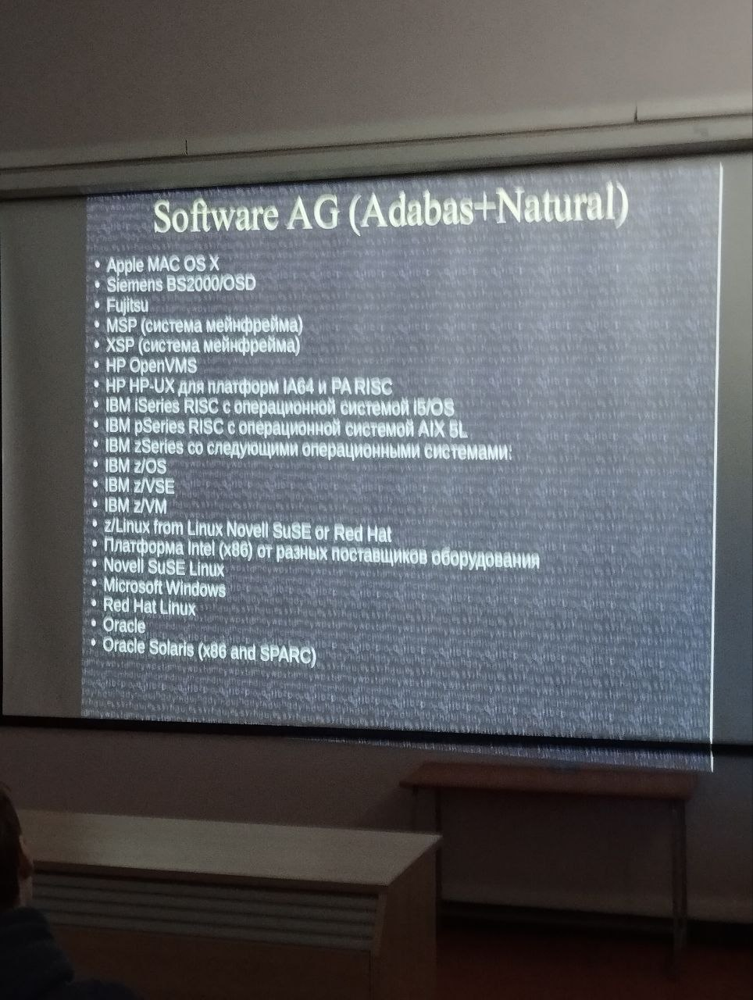 Software AG (Adabas+Natural)
• Apple MAC OS X
• Siemens BS2000/OSD
• Fujitsu
• MSP (система мейнфрейма)
• XSP (система мейнфрейма)
• HP OpenVMS
• HP HP-UX для платформ IA64 и PA RISC
• IBM iSeries RISC с операционной системой i5/OS
• IBM pSeries RISC с операционной системой AIX 5L
• IBM zSeries со следующими операционными системами:
• IBM z/OS
• IBM z/VSE
• IBM z/VM
• z/Linux from Linux Novell SuSE or Red Hat
• Платформа Intel (x86) от разных поставщиков оборудования
• Novell SuSE Linux
• Microsoft Windows
• Red Hat Linux
• Oracle
• Oracle Solaris (x86 and SPARC)